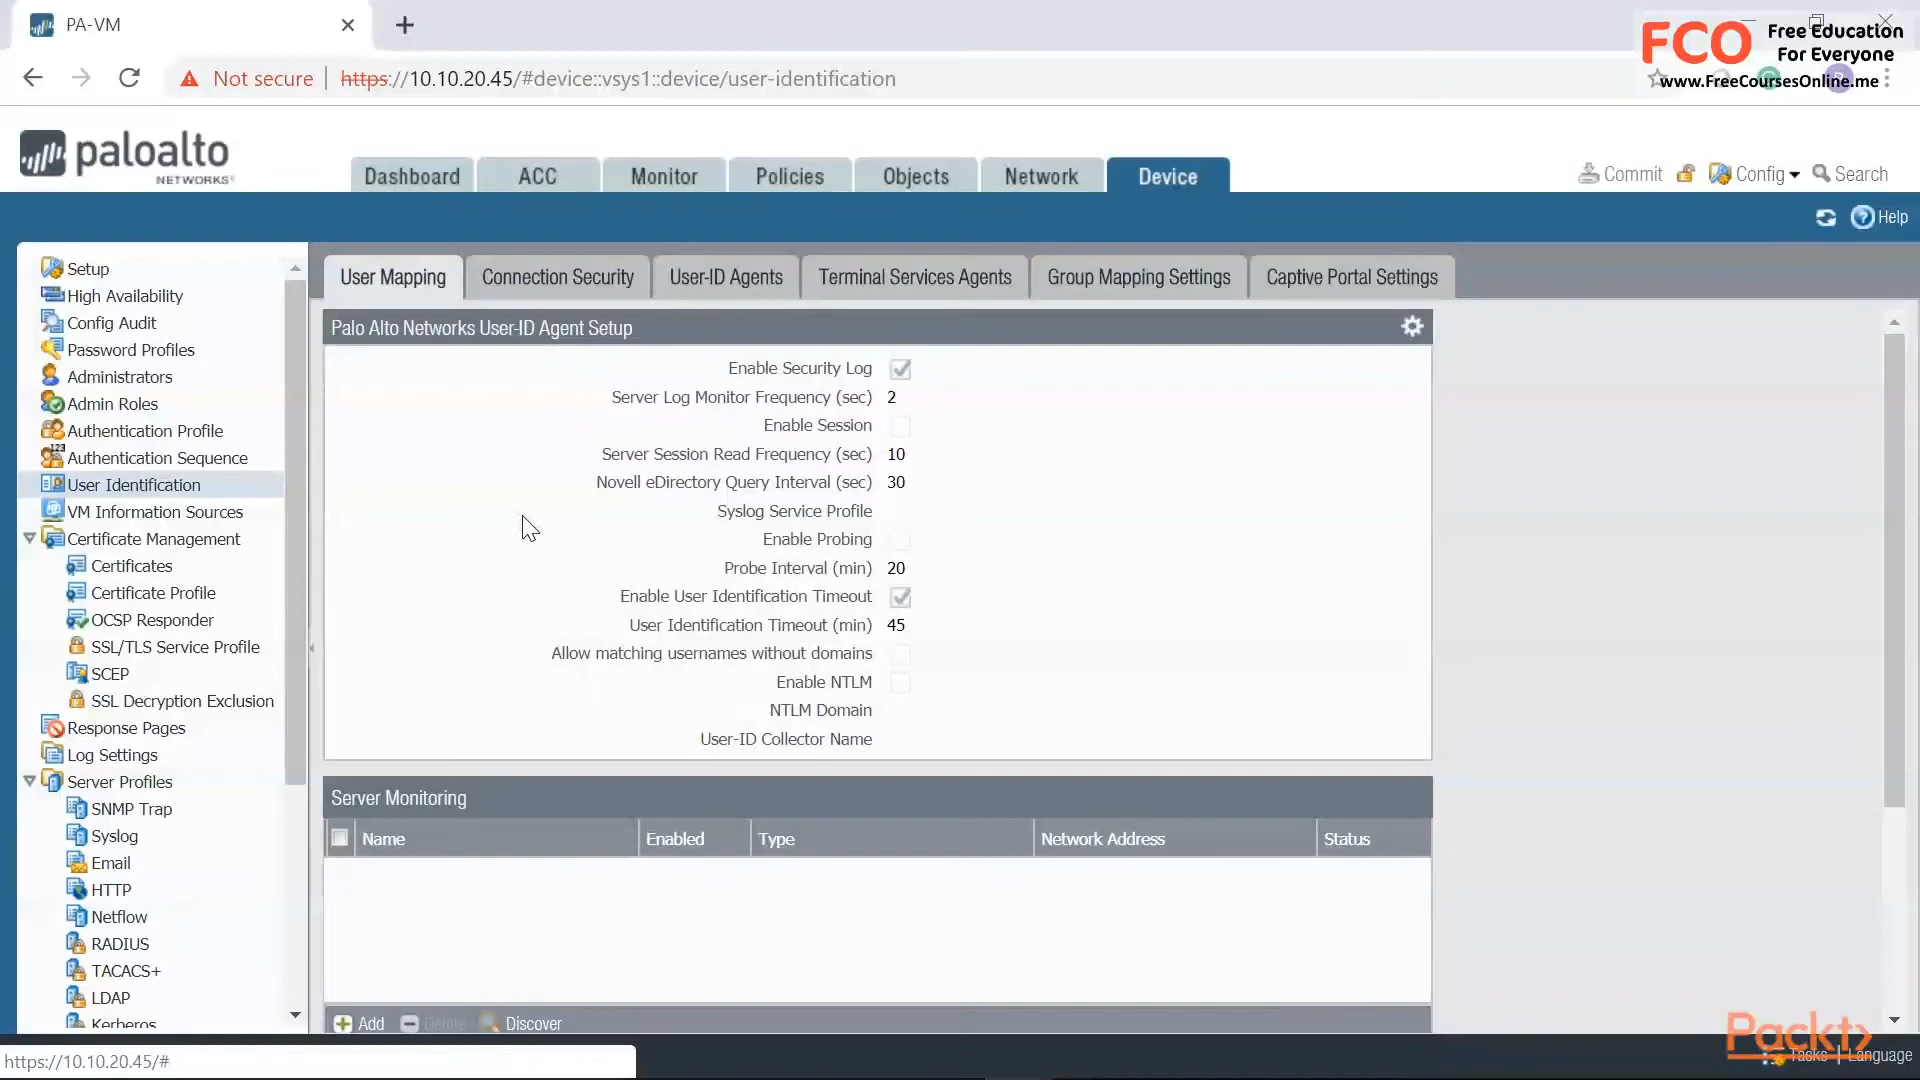 PA-VM
FCO Free Education
For Everyone
www.FreeCoursesOnline.me
Not secure | https://10.10.20.45/#device::vsys1::device/user-identification
paloalto
NETWORKS
Dashboard ACC Monitor Policies Objects Network Device
Commit Config Search
Help
Setup
High Availability
Config Audit
Password Profiles
Administrators
Admin Roles
Authentication Profile
Authentication Sequence
User Identification
VM Information Sources
Certificate Management
Certificates
Certificate Profile
OCSP Responder
SSL/TLS Service Profile
SCEP
SSL Decryption Exclusion
Response Pages
Log Settings
Server Profiles
SNMP Trap
Syslog
Email
HTTP
Netflow
RADIUS
TACACS+
LDAP
Kerberos
User Mapping Connection Security User-ID Agents Terminal Services Agents Group Mapping Settings Captive Portal Settings
Palo Alto Networks User-ID Agent Setup
Enable Security Log
Server Log Monitor Frequency (sec) 2
Enable Session
Server Session Read Frequency (sec) 10
Novell eDirectory Query Interval (sec) 30
Syslog Service Profile
Enable Probing
Probe Interval (min) 20
Enable User Identification Timeout
User Identification Timeout (min) 45
Allow matching usernames without domains
Enable NTLM
NTLM Domain
User-ID Collector Name
Server Monitoring
Name Enabled Type Network Address Status
Add Delete Discover
Packt>
Tasks | Language
https://10.10.20.45/#